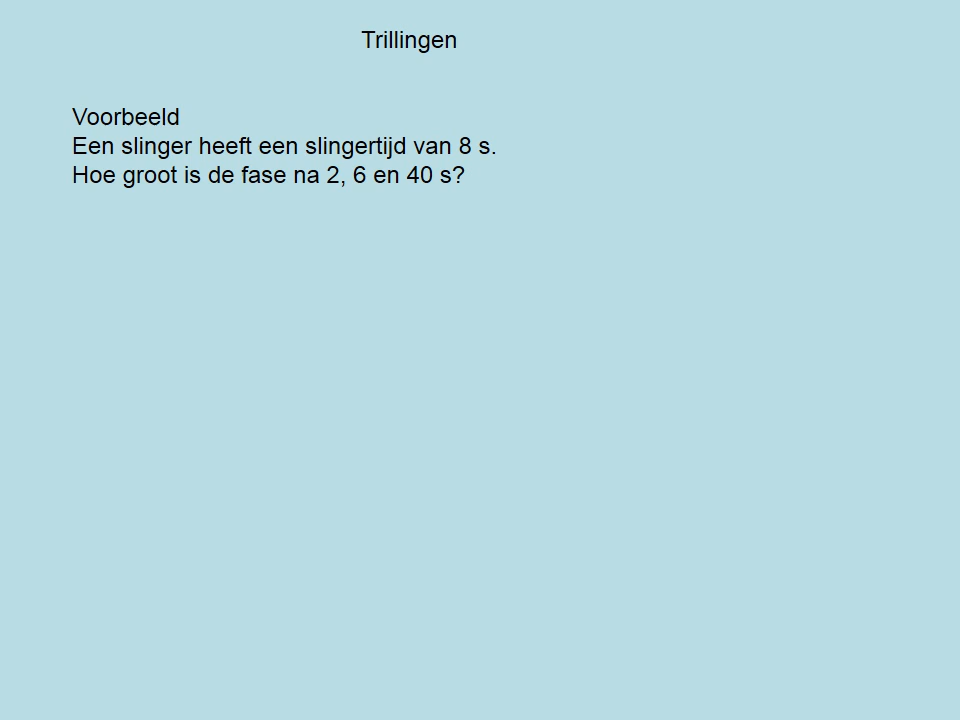 Trillingen
Voorbeeld
Een slinger heeft een slingertijd van 8 s.
Hoe groot is de fase na 2, 6 en 40 s?